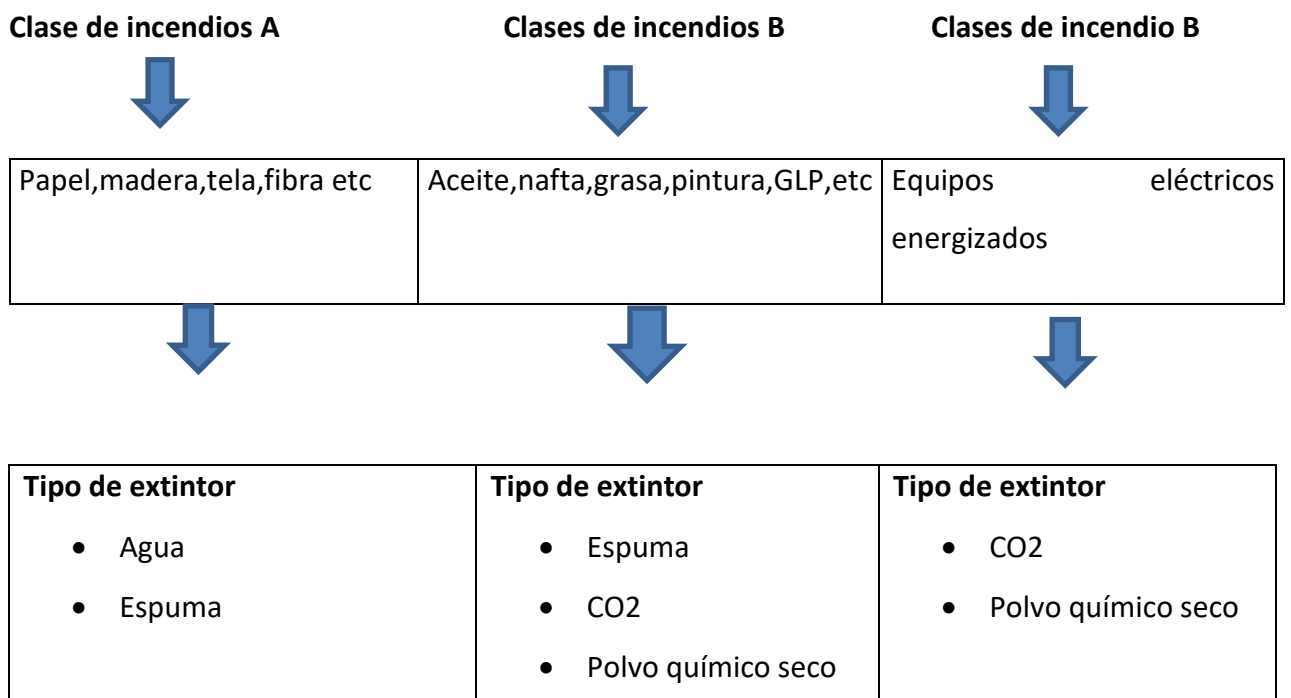 Clase de incendios A Clases de incendios B Clases de incendio B
Papel,madera,tela,fibra etc Aceite,nafta,grasa,pintura,GLP,etc Equipos eléctricos
energizados
Tipo de extintor Tipo de extintor Tipo de extintor
• Agua • Espuma • CO2
• Espuma • CO2 • Polvo químico seco
• Polvo químico seco